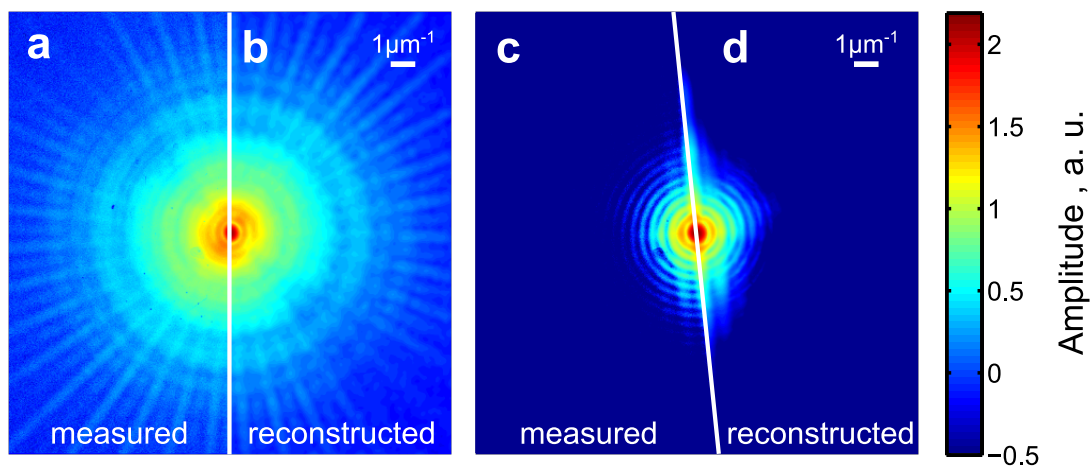 a
b
1µm⁻¹
c
d
1µm⁻¹
measured
reconstructed
measured
reconstructed
2
1.5
1
0.5
0
−0.5
Amplitude , a. u.